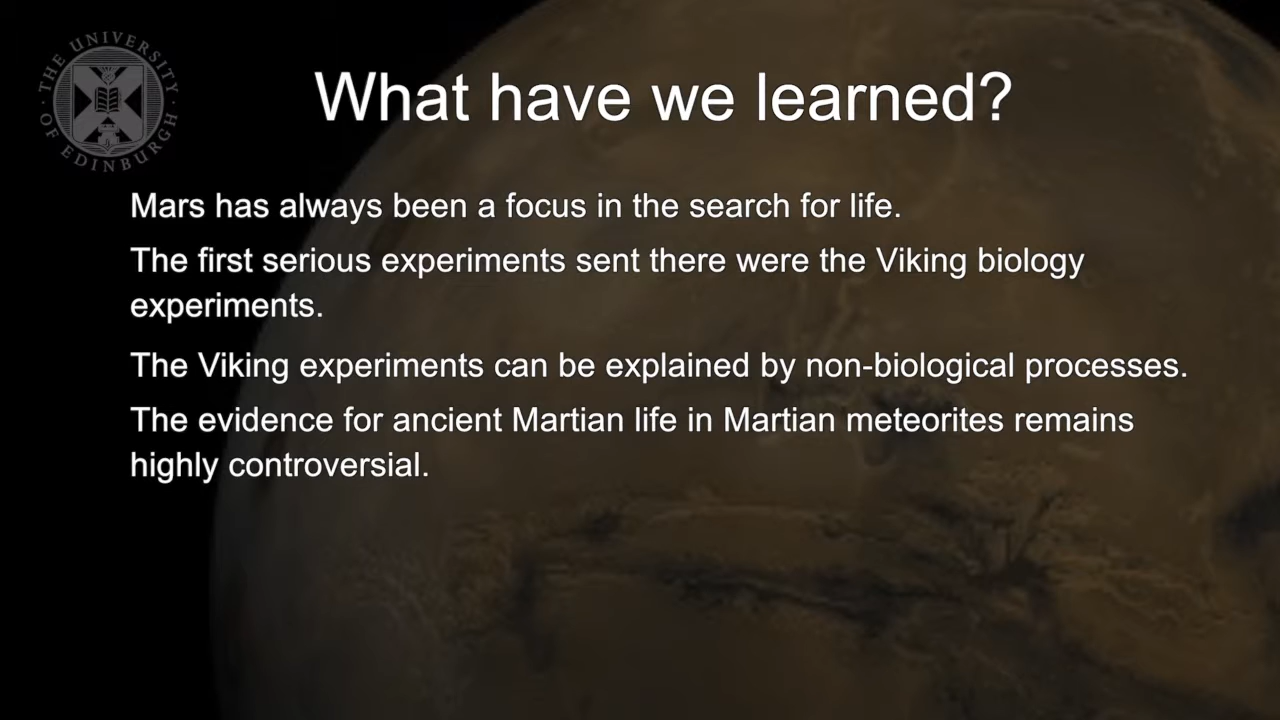 THE UNIVERSITY OF EDINBURGH
What have we learned?
Mars has always been a focus in the search for life.
The first serious experiments sent there were the Viking biology
experiments.
The Viking experiments can be explained by non-biological processes.
The evidence for ancient Martian life in Martian meteorites remains
highly controversial.